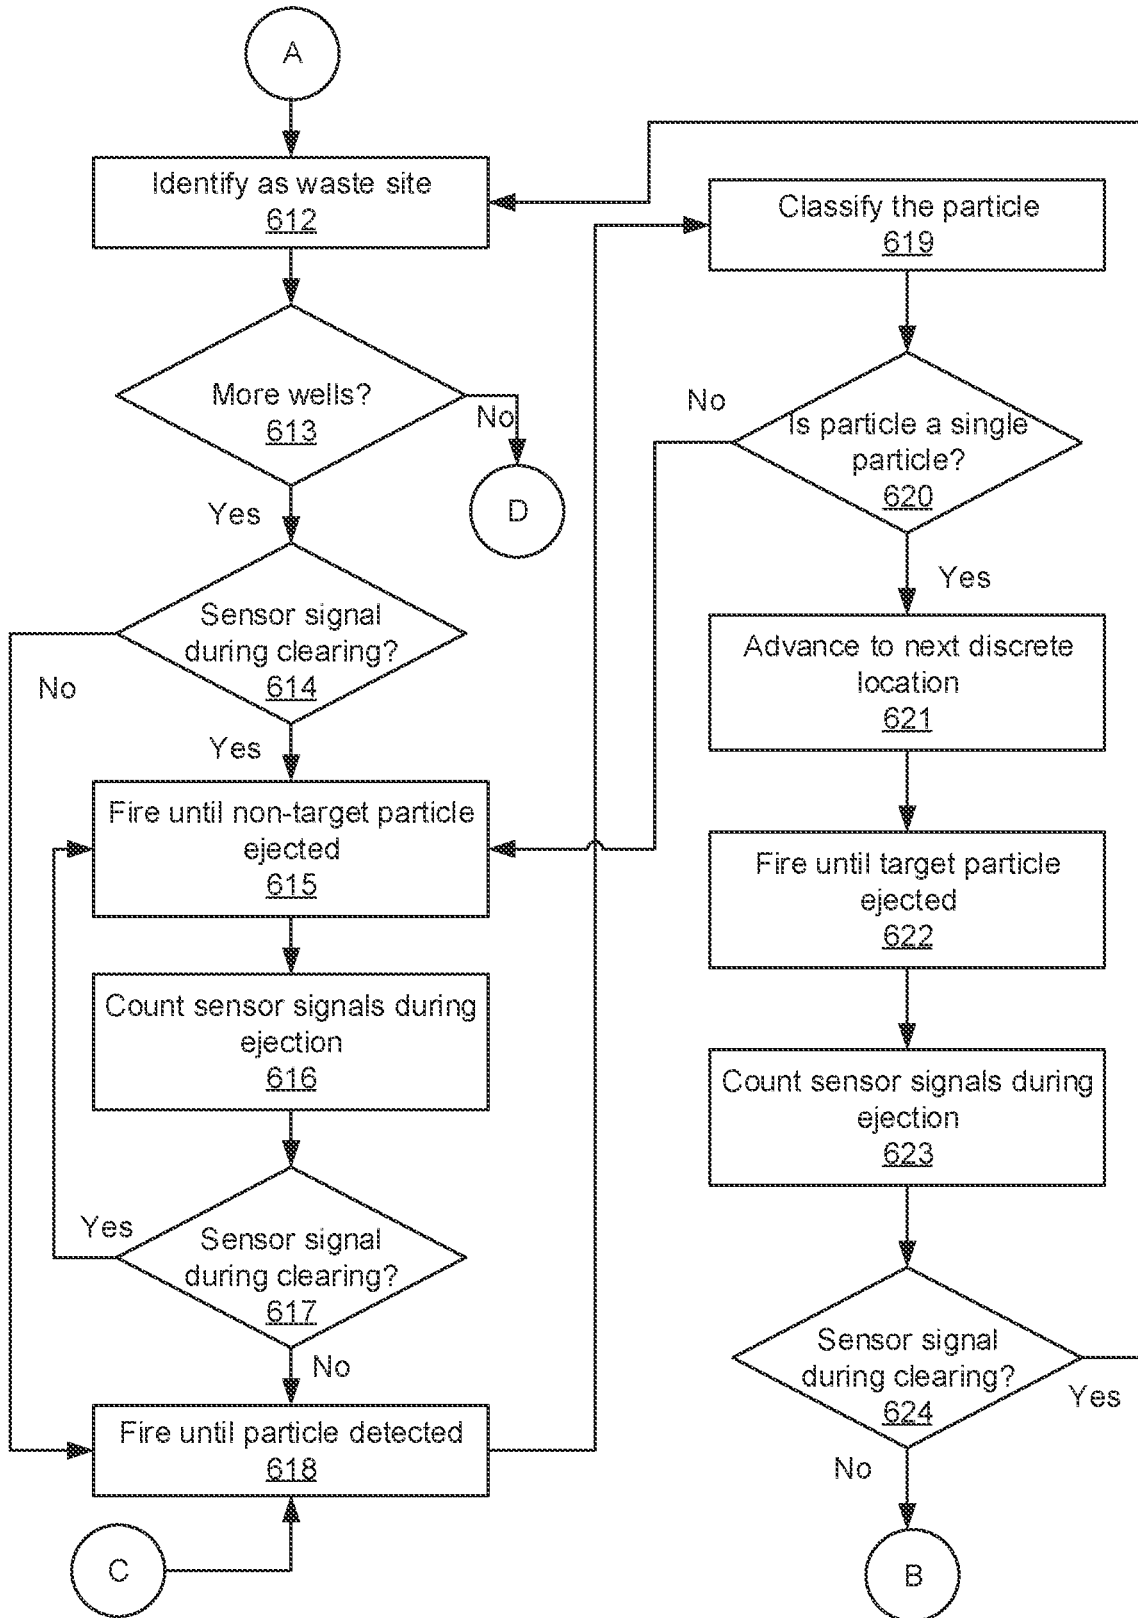 A
Identify as waste site
612
More wells?
613
No
D
Yes
Sensor signal
during clearing?
614
No
Yes
Fire until non-target particle
ejected
615
Count sensor signals during
ejection
616
Sensor signal
during clearing?
617
Yes
No
Fire until particle detected
618
C
Classify the particle
619
Is particle a single
particle?
620
No
Yes
Advance to next discrete
location
621
Fire until target particle
ejected
622
Count sensor signals during
ejection
623
Sensor signal
during clearing?
624
Yes
No
B